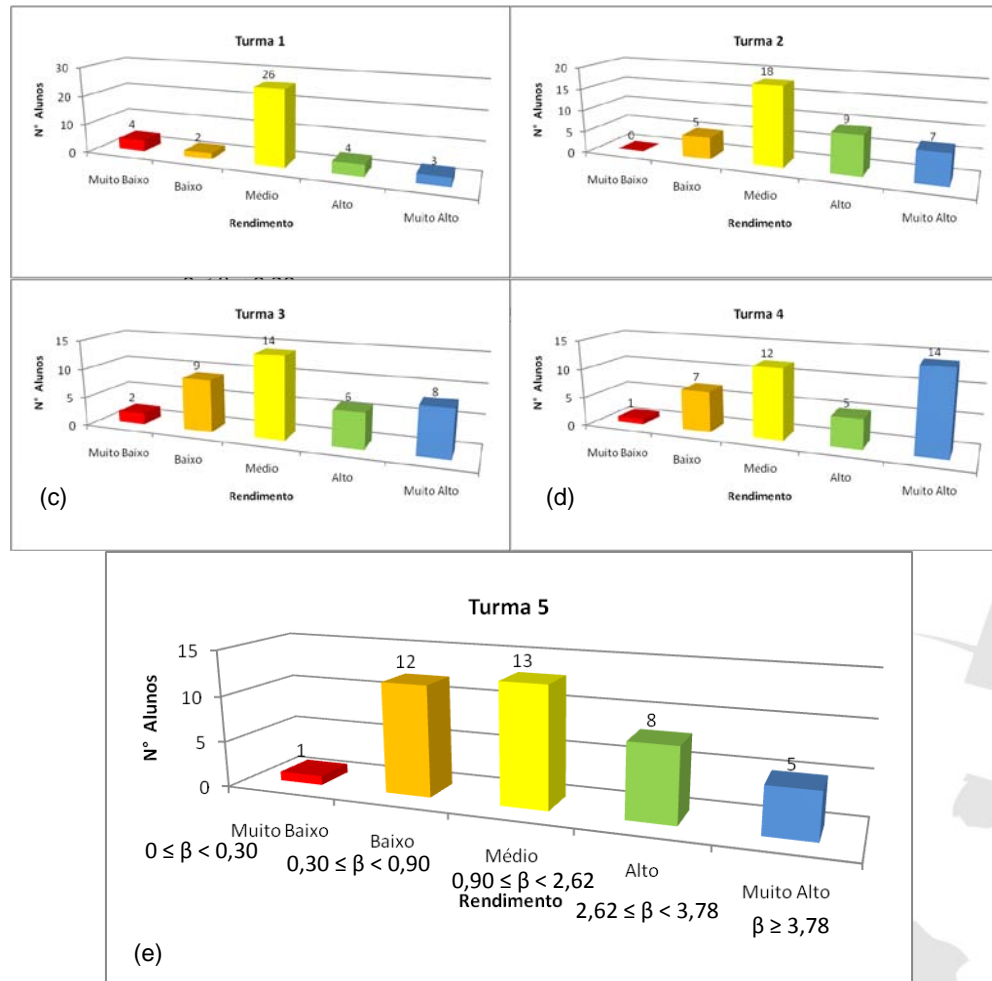 Turma 1
N° Alunos
30
20
10
0
4
2
26
4
3
Muito Baixo
Baixo
Médio
Alto
Muito Alto
Rendimento
Turma 2
N° Alunos
20
15
10
5
0
0
5
18
9
7
Muito Baixo
Baixo
Médio
Alto
Muito Alto
Rendimento
Turma 3
N° Alunos
15
10
5
0
2
9
14
6
8
Muito Baixo
Baixo
Médio
Alto
Muito Alto
Rendimento
(c)
Turma 4
N° Alunos
15
10
5
0
1
7
12
5
14
Muito Baixo
Baixo
Médio
Alto
Muito Alto
Rendimento
(d)
Turma 5
N° Alunos
15
10
5
0
1
12
13
8
5
Muito Baixo
0 ≤ β < 0,30
Baixo
0,30 ≤ β < 0,90
Médio
0,90 ≤ β < 2,62
Alto
2,62 ≤ β < 3,78
Muito Alto
β ≥ 3,78
Rendimento
(e)